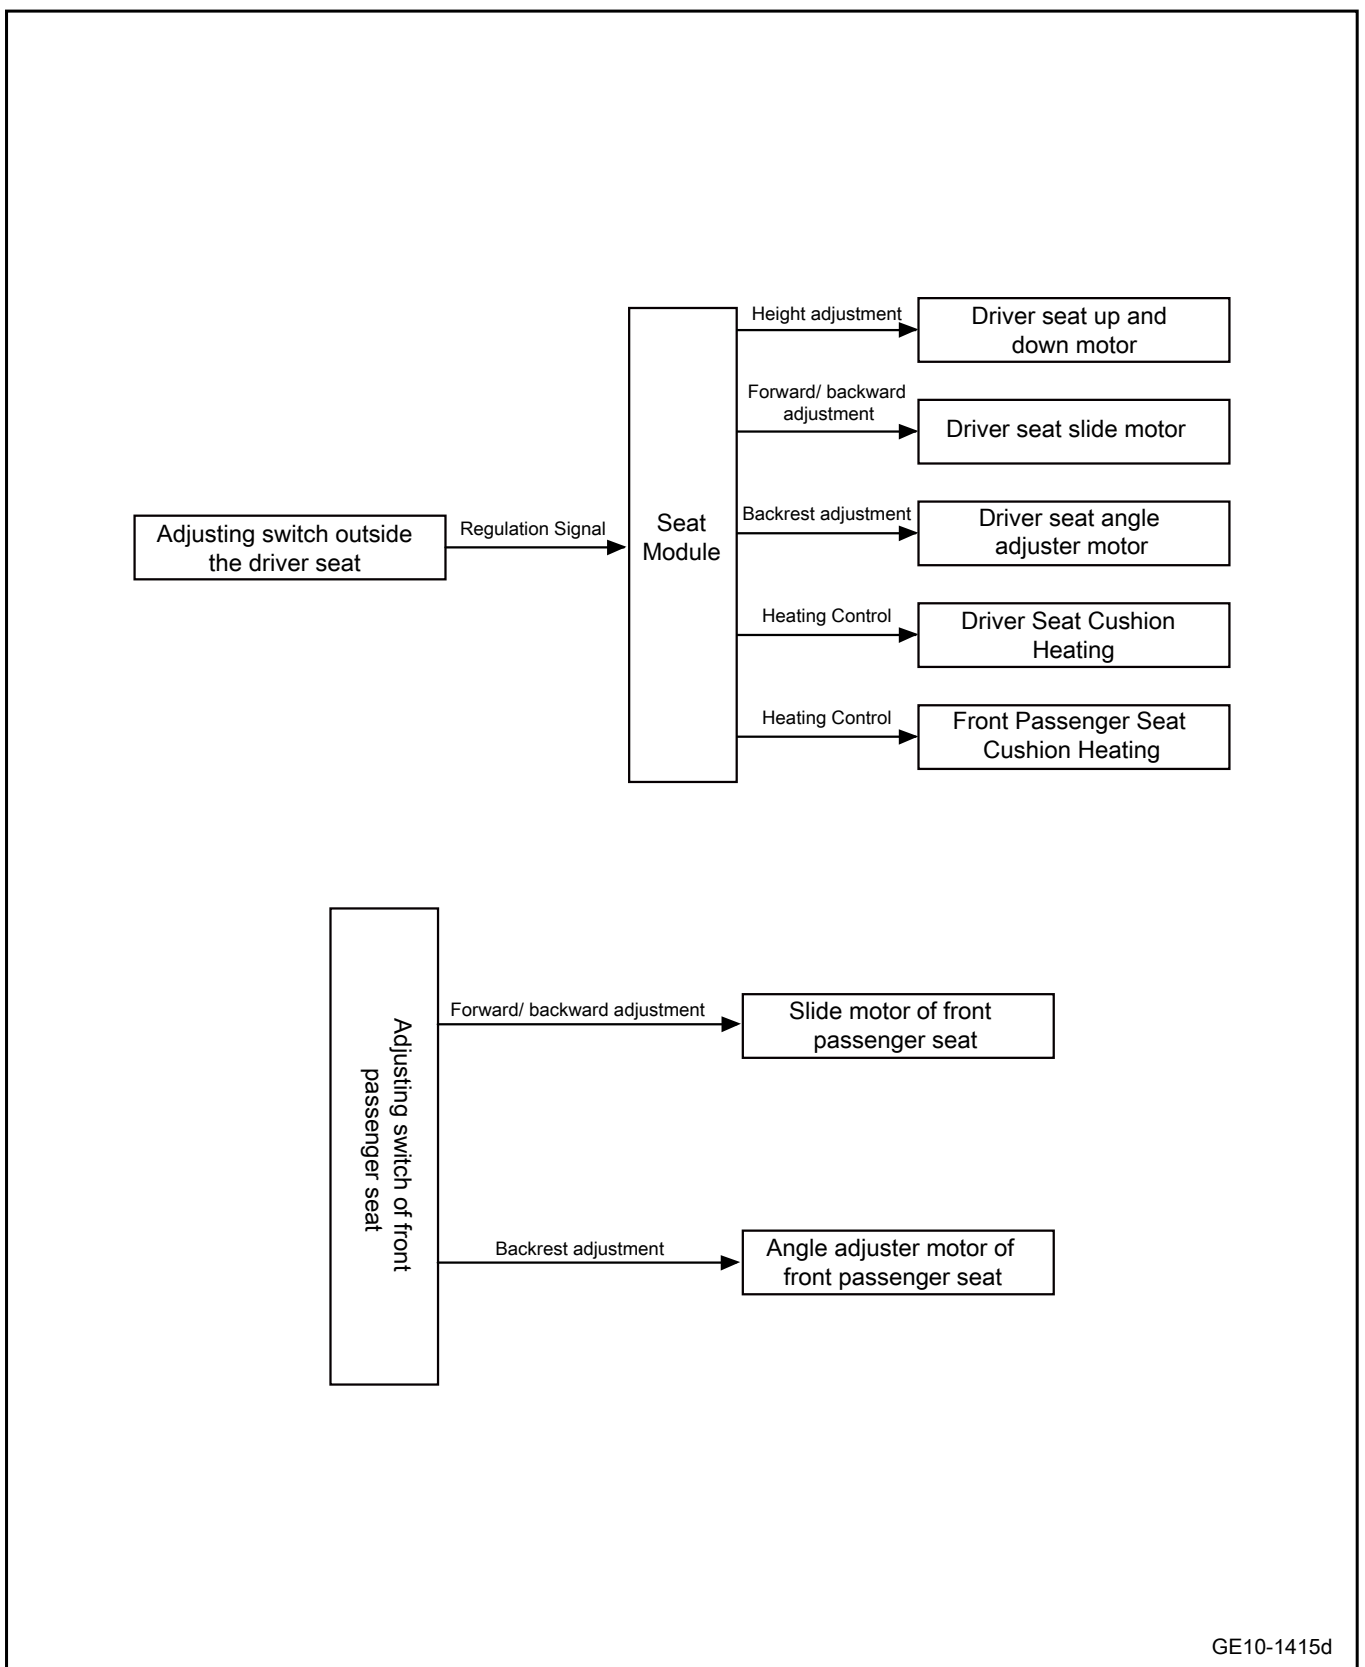 Height adjustment
Driver seat up and
down motor
Forward/ backward
adjustment
Driver seat slide motor
Adjusting switch outside
the driver seat
Regulation Signal
Seat
Module
Backrest adjustment
Driver seat angle
adjuster motor
Heating Control
Driver Seat Cushion
Heating
Heating Control
Front Passenger Seat
Cushion Heating
Adjusting switch of front
passenger seat
Forward/ backward adjustment
Slide motor of front
passenger seat
Backrest adjustment
Angle adjuster motor of
front passenger seat
GE10-1415d